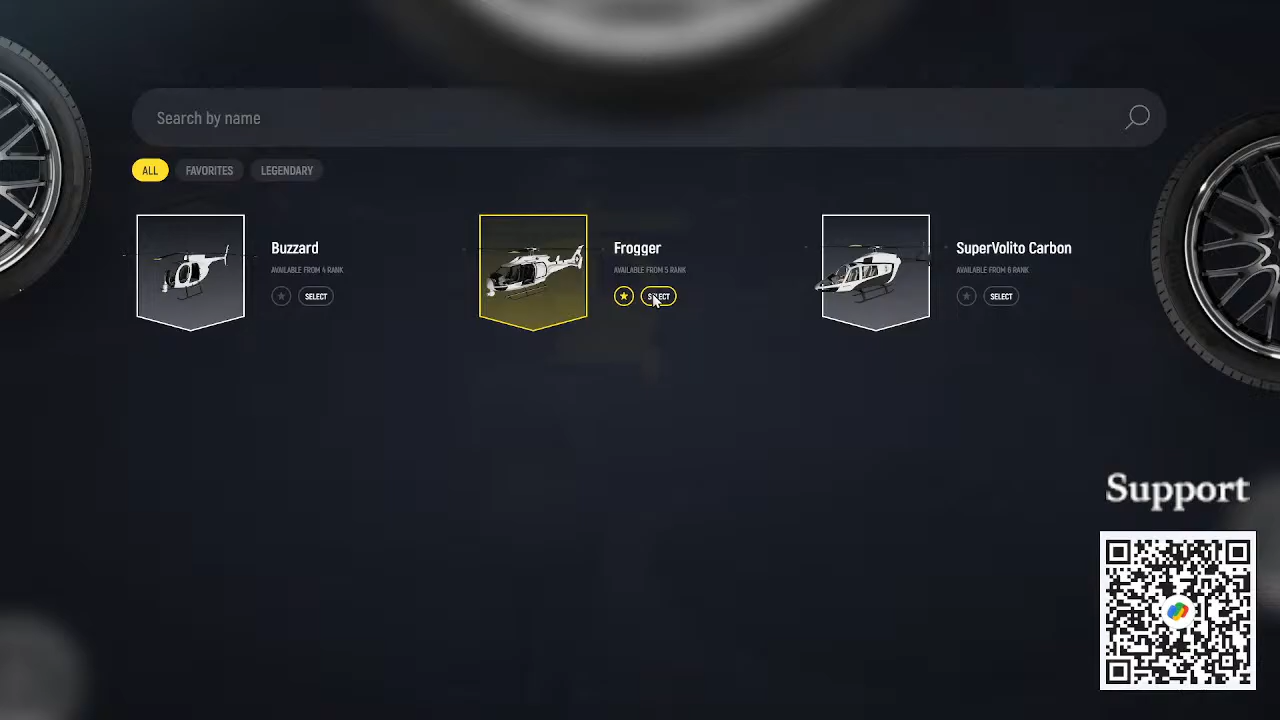 Search by name
ALL FAVORITES LEGENDARY
Buzzard
AVAILABLE FROM 4 RANK
SELECT
Frogger
AVAILABLE FROM 5 RANK
SELECT
SuperVolito Carbon
AVAILABLE FROM 6 RANK
SELECT
Support